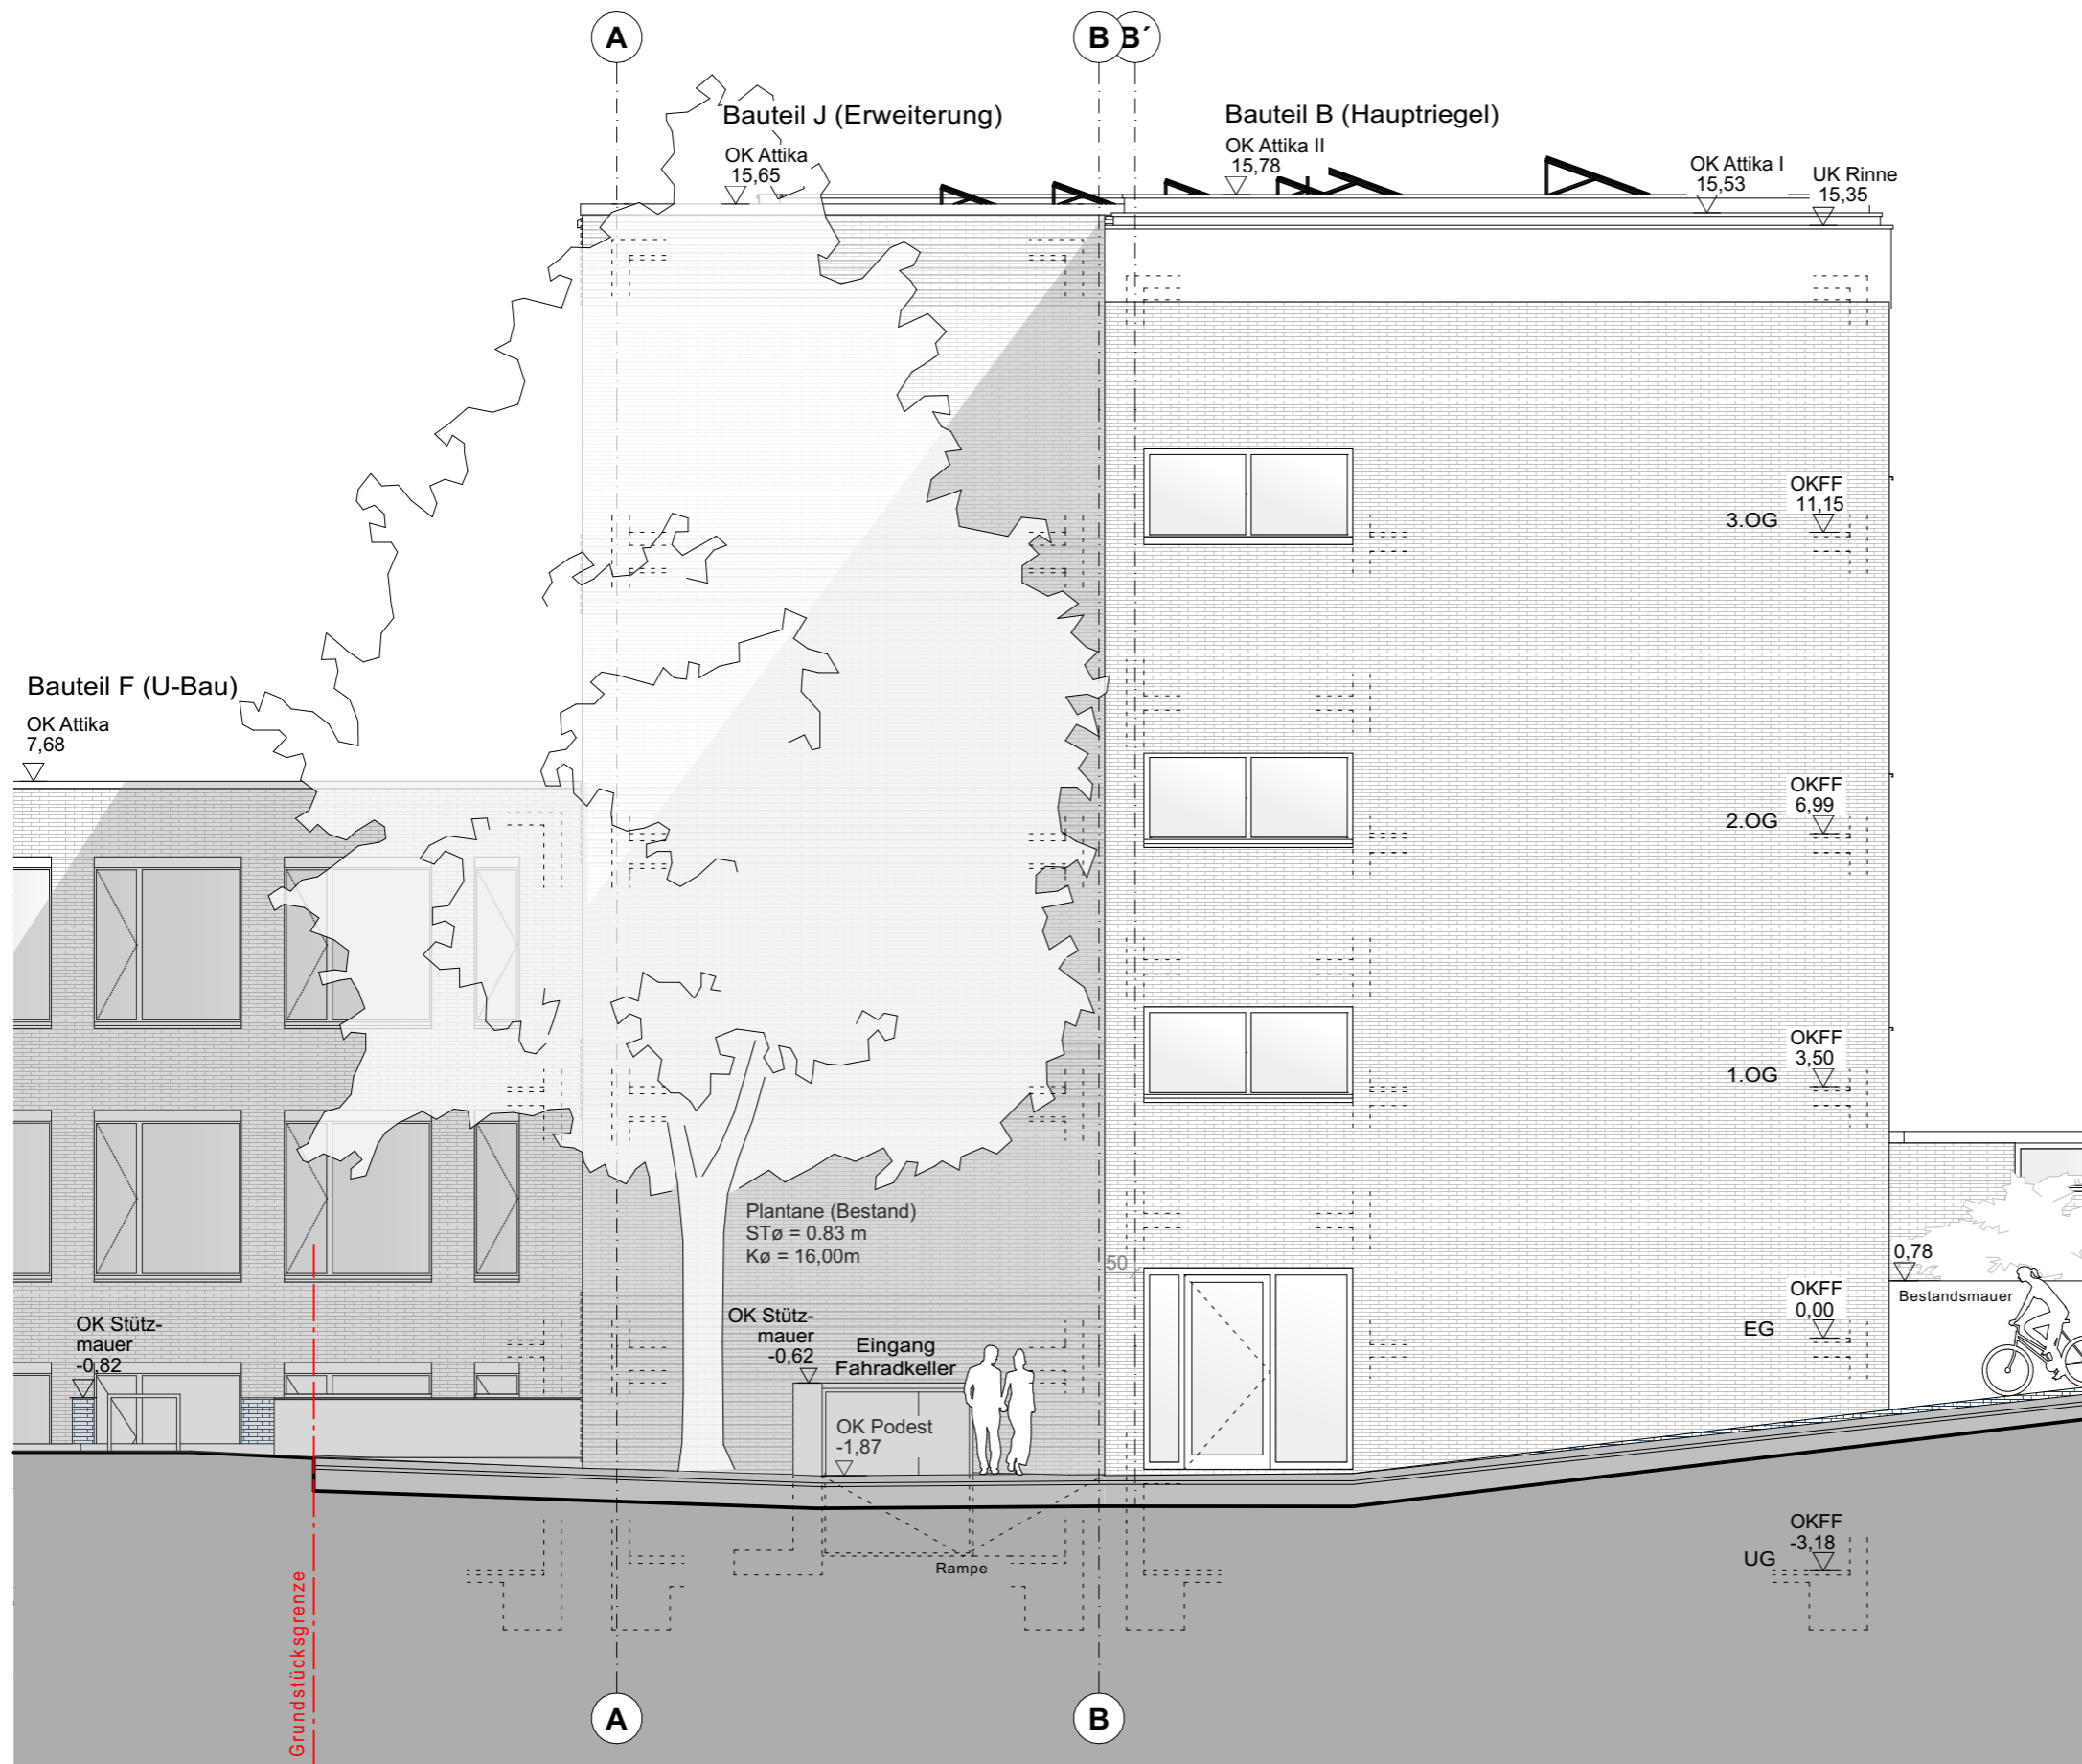 A
B
B´
Bauteil J (Erweiterung)
Bauteil B (Hauptriegel)
OK Attika
15,65
OK Attika II
15,78
OK Attika I
15,53
UK Rinne
15,35
OKFF
11,15
3.OG
Bauteil F (U-Bau)
OK Attika
7,68
OKFF
6,99
2.OG
OKFF
3,50
1.OG
Plantane (Bestand)
STø = 0.83 m
Kø = 16,00m
50
0,78
Bestandsmauer
OKFF
0,00
EG
OK Stütz-
mauer
-0,82
OK Stütz-
mauer
-0,62
Eingang
Fahradkeller
OK Podest
-1,87
Rampe
OKFF
-3,18
UG
Grundstücksgrenze
A
B